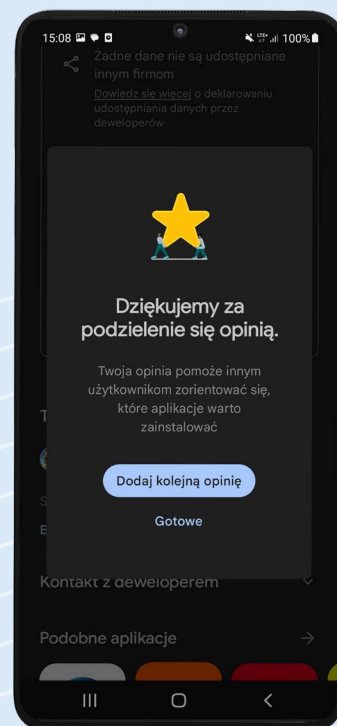 15:08
LTE+
100%
Żadne dane nie są udostępniane
innym firmom
Dowiedz się więcej o deklarowaniu
udostępniania danych przez
deweloperów
Dziękujemy za
podzielenie się opinią.
Twoja opinia pomoże innym
użytkownikom zorientować się,
które aplikacje warto
zainstalować
T
Dodaj kolejną opinię
S
Gotowe
E
Kontakt z deweloperem
Podobne aplikacje